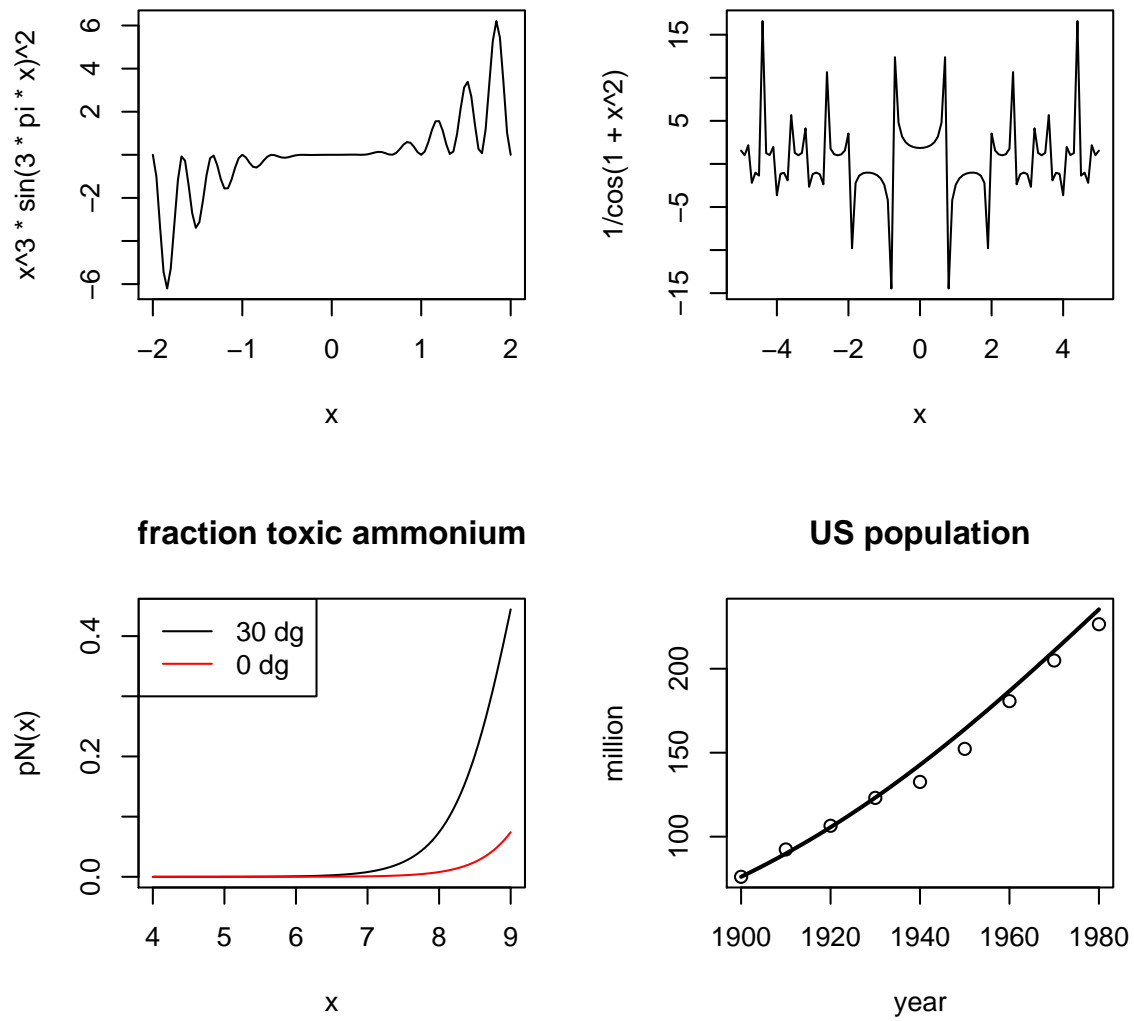 x^3 * sin(3 * pi * x)^2
6
4
2
−2
−6
−2 −1 0 1 2
x
1/cos(1 + x^2)
15
5
−5
−15
−4 −2 0 2 4
x
fraction toxic ammonium
pN(x)
0.4
0.2
0.0
30 dg
0 dg
4 5 6 7 8 9
x
US population
million
200
150
100
1900 1920 1940 1960 1980
year